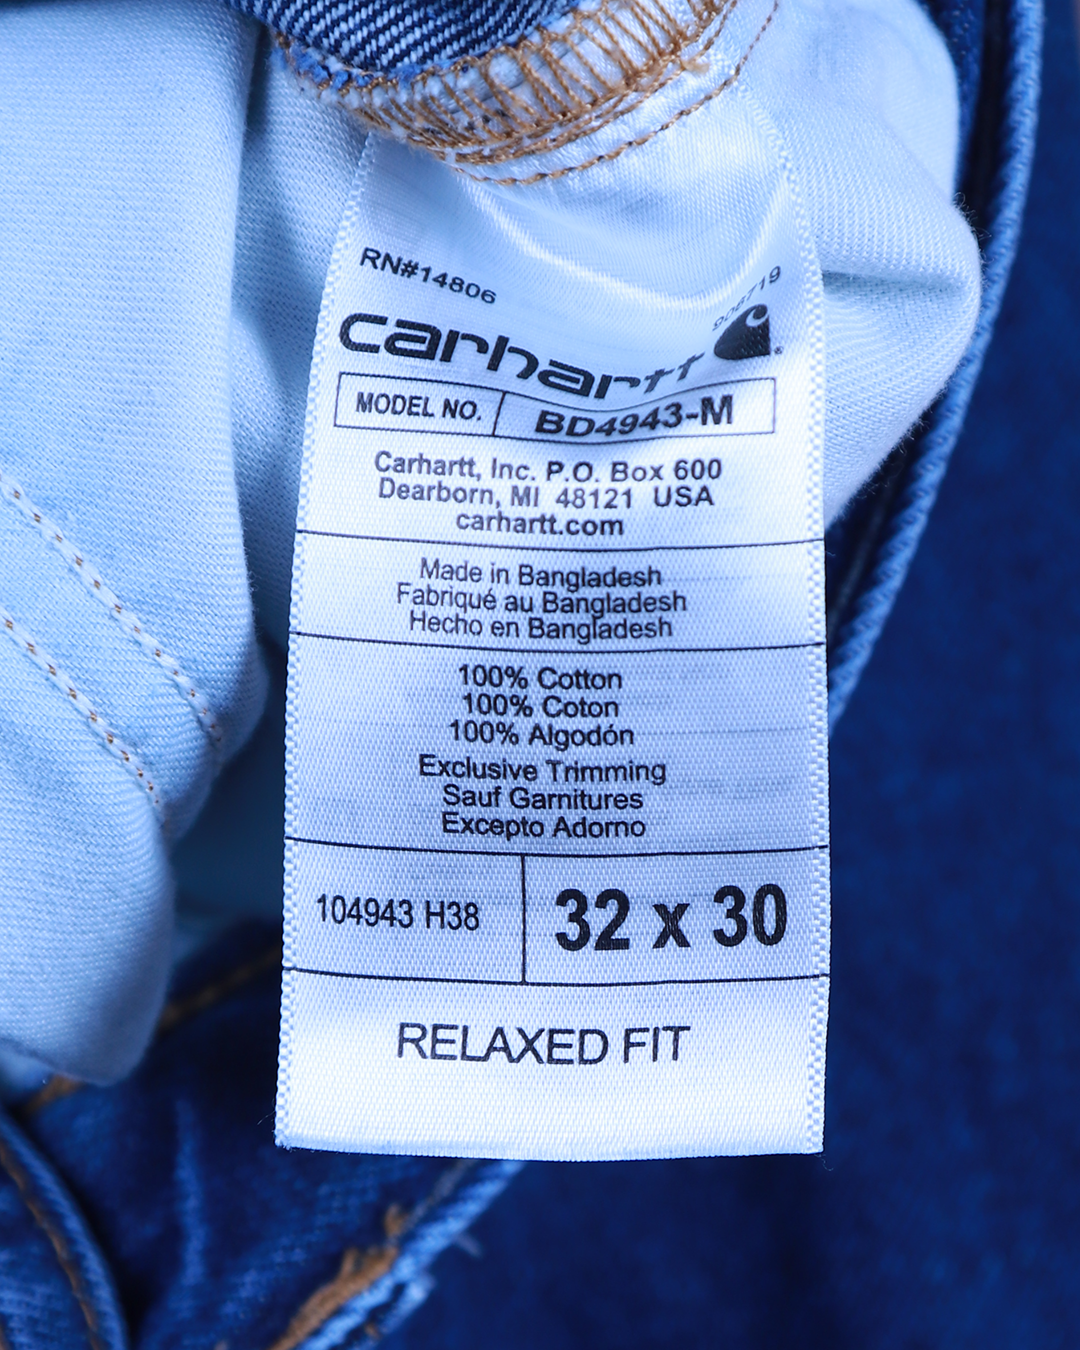 RN#14806
carhartt
MODEL NO. BD4943-M
Carhartt, Inc. P.O. Box 600
Dearborn, MI 48121 USA
carhartt.com
Made in Bangladesh
Fabriqué au Bangladesh
Hecho en Bangladesh
100% Cotton
100% Coton
100% Algodón
Exclusive Trimming
Sauf Garnitures
Excepto Adorno
104943 H38 32 x 30
RELAXED FIT